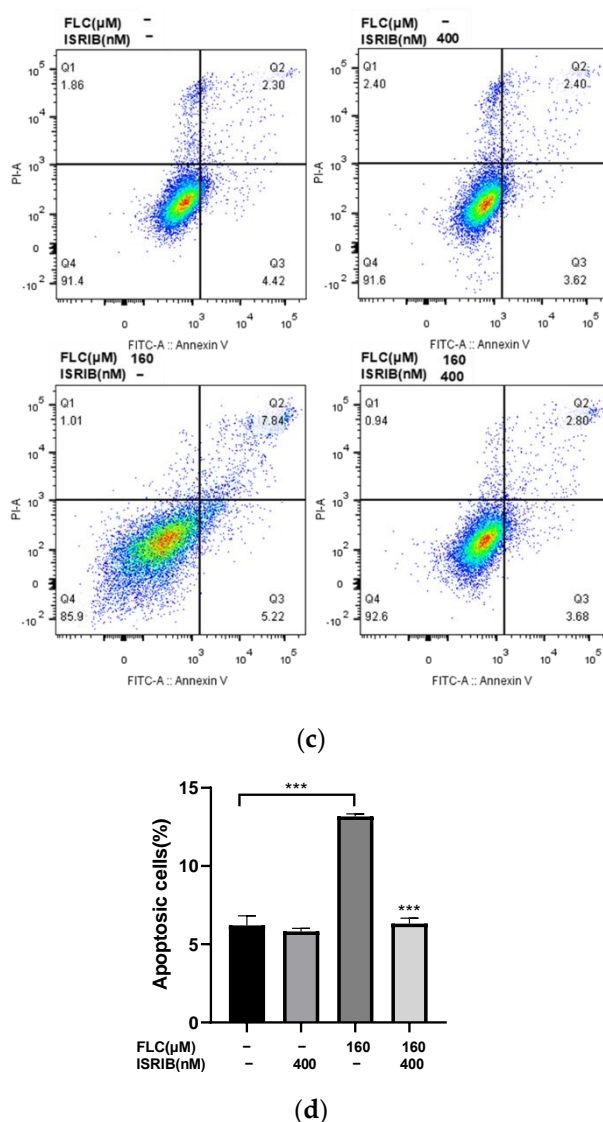 FLC(μM) –
ISRIB(nM) –
Q1
1.86
Q2
2.30
Q4
91.4
Q3
4.42
10^5
10^3
10^2
0
-10^2
PI-A
0 10^3 10^4 10^5
FITC-A :: Annexin V
FLC(μM) –
ISRIB(nM) 400
Q1
2.40
Q2
2.40
Q4
91.6
Q3
3.62
10^5
10^3
10^2
0
-10^2
PI-A
0 10^3 10^4 10^5
FITC-A :: Annexin V
FLC(μM) 160
ISRIB(nM) –
Q1
1.01
Q2
7.84
Q4
85.9
Q3
5.22
10^5
10^3
10^2
0
-10^2
PI-A
0 10^3 10^4 10^5
FITC-A :: Annexin V
FLC(μM) 160
ISRIB(nM) 400
Q1
0.94
Q2
2.80
Q4
92.6
Q3
3.68
10^5
10^3
10^2
0
-10^2
PI-A
0 10^3 10^4 10^5
FITC-A :: Annexin V
(c)
Apoptosic cells(%)
15
10
5
0
***
***
FLC(μM) – – 160 160
ISRIB(nM) – 400 – 400
(d)